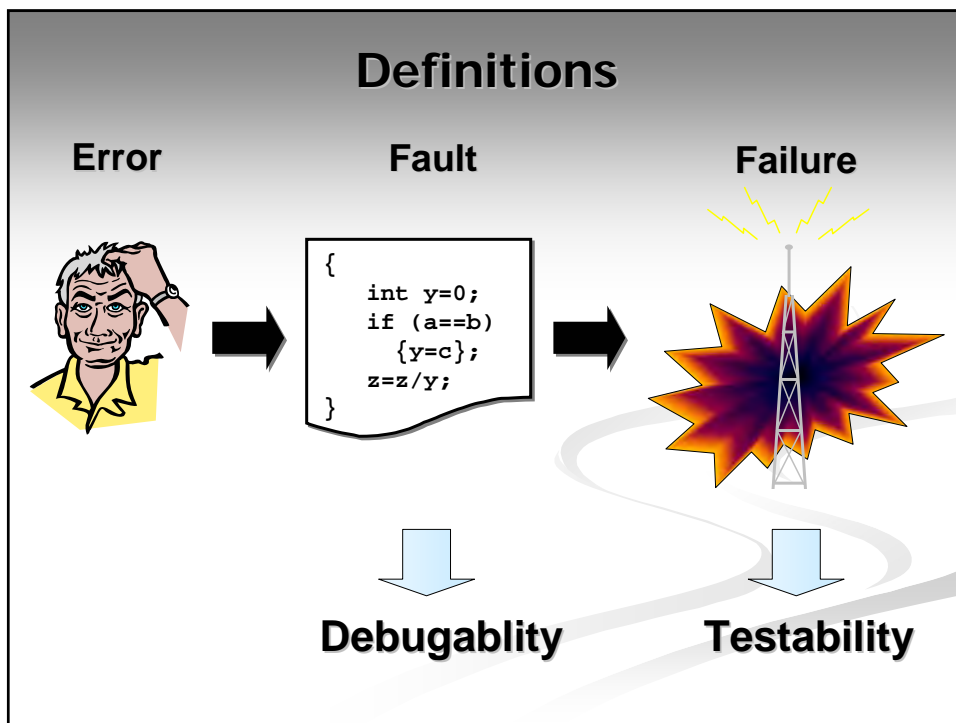 Definitions
Error
Fault
Failure
{
int y=0;
if (a==b)
{y=c};
z=z/y;
}
Debugablity
Testability